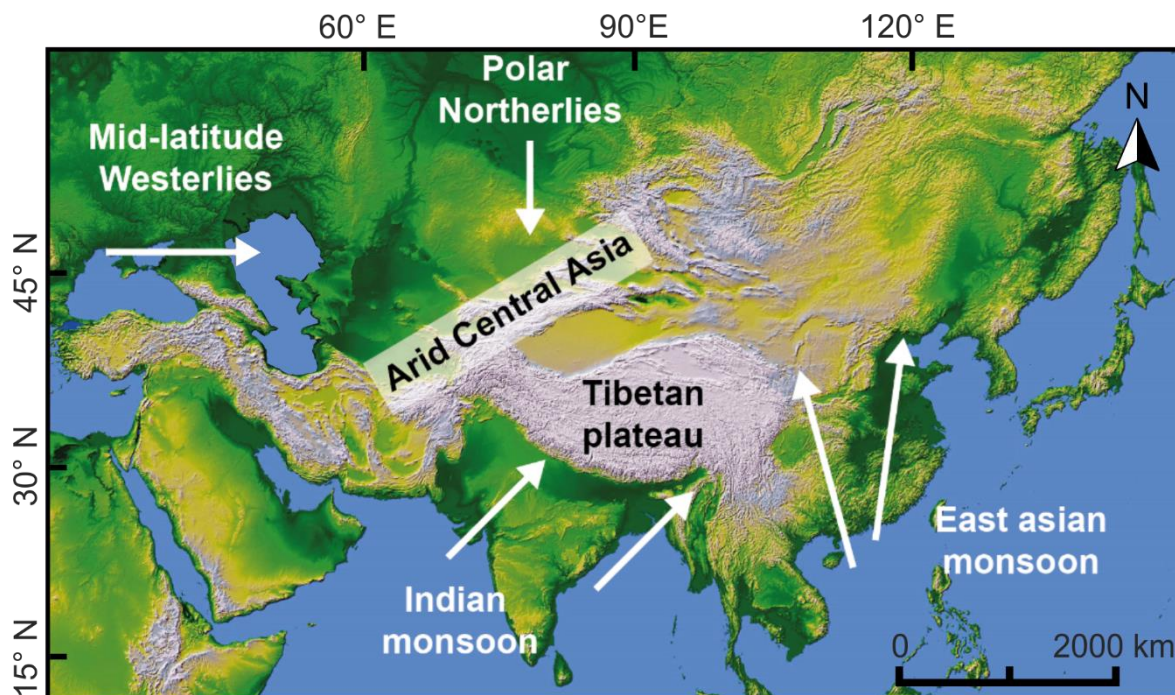 60° E
90°E
120° E
Polar
Northerlies
N
Mid-latitude
Westerlies
45° N
Arid Central Asia
Tibetan
plateau
30° N
East asian
monsoon
Indian
monsoon
15° N
0
2000 km